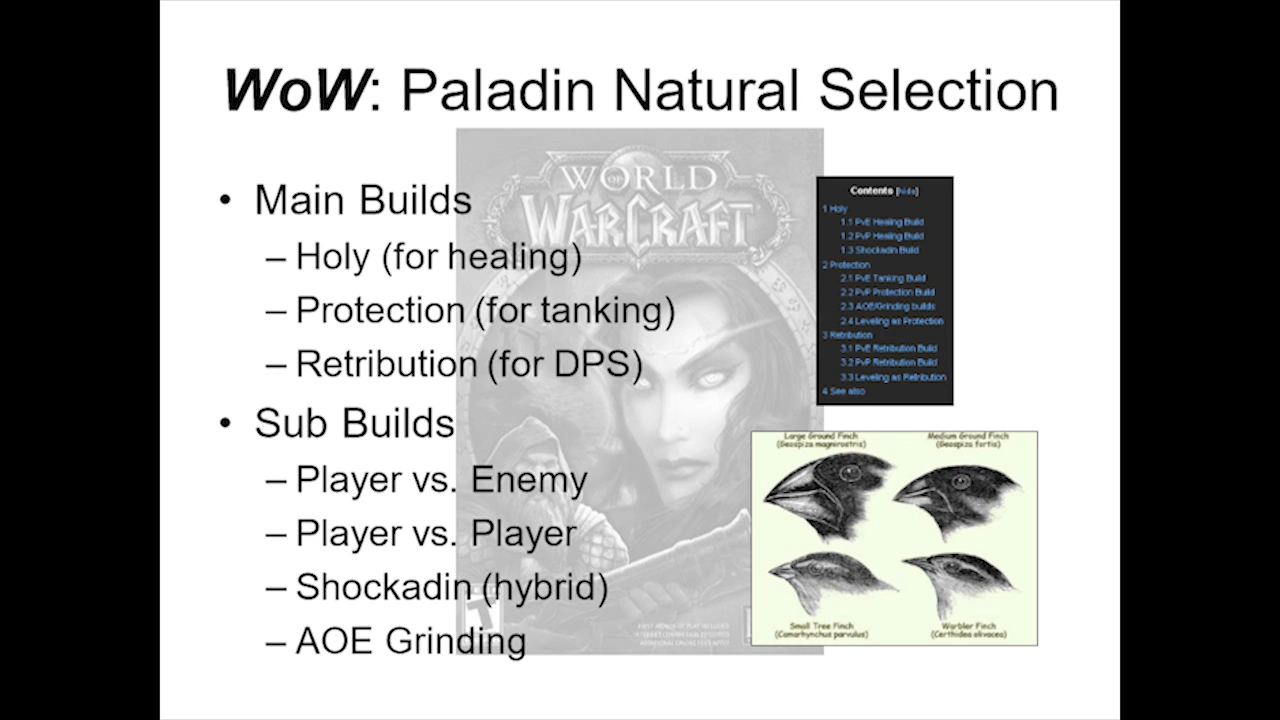 WoW: Paladin Natural Selection
• Main Builds
– Holy (for healing)
– Protection (for tanking)
– Retribution (for DPS)
• Sub Builds
– Player vs. Enemy
– Player vs. Player
– Shockadin (hybrid)
– AOE Grinding
WORLD
OF
WARCRAFT
T
Contents [hide]
1 Holy
1.1 PvE Healing Build
1.2 PvP Healing Build
1.3 Shockadin Build
2 Protection
2.1 PvE Tanking Build
2.2 PvP Protection Build
2.3 AOE/Grinding builds
2.4 Leveling as Protection
3 Retribution
3.1 PvE Retribution Build
3.2 PvP Retribution Build
3.3 Leveling as Retribution
4 See also
Large Ground Finch
(Geospiza magnirostris)
Medium Ground Finch
(Geospiza fortis)
Small Tree Finch
(Camarhynchus parvulus)
Warbler Finch
(Certhidea olivacea)